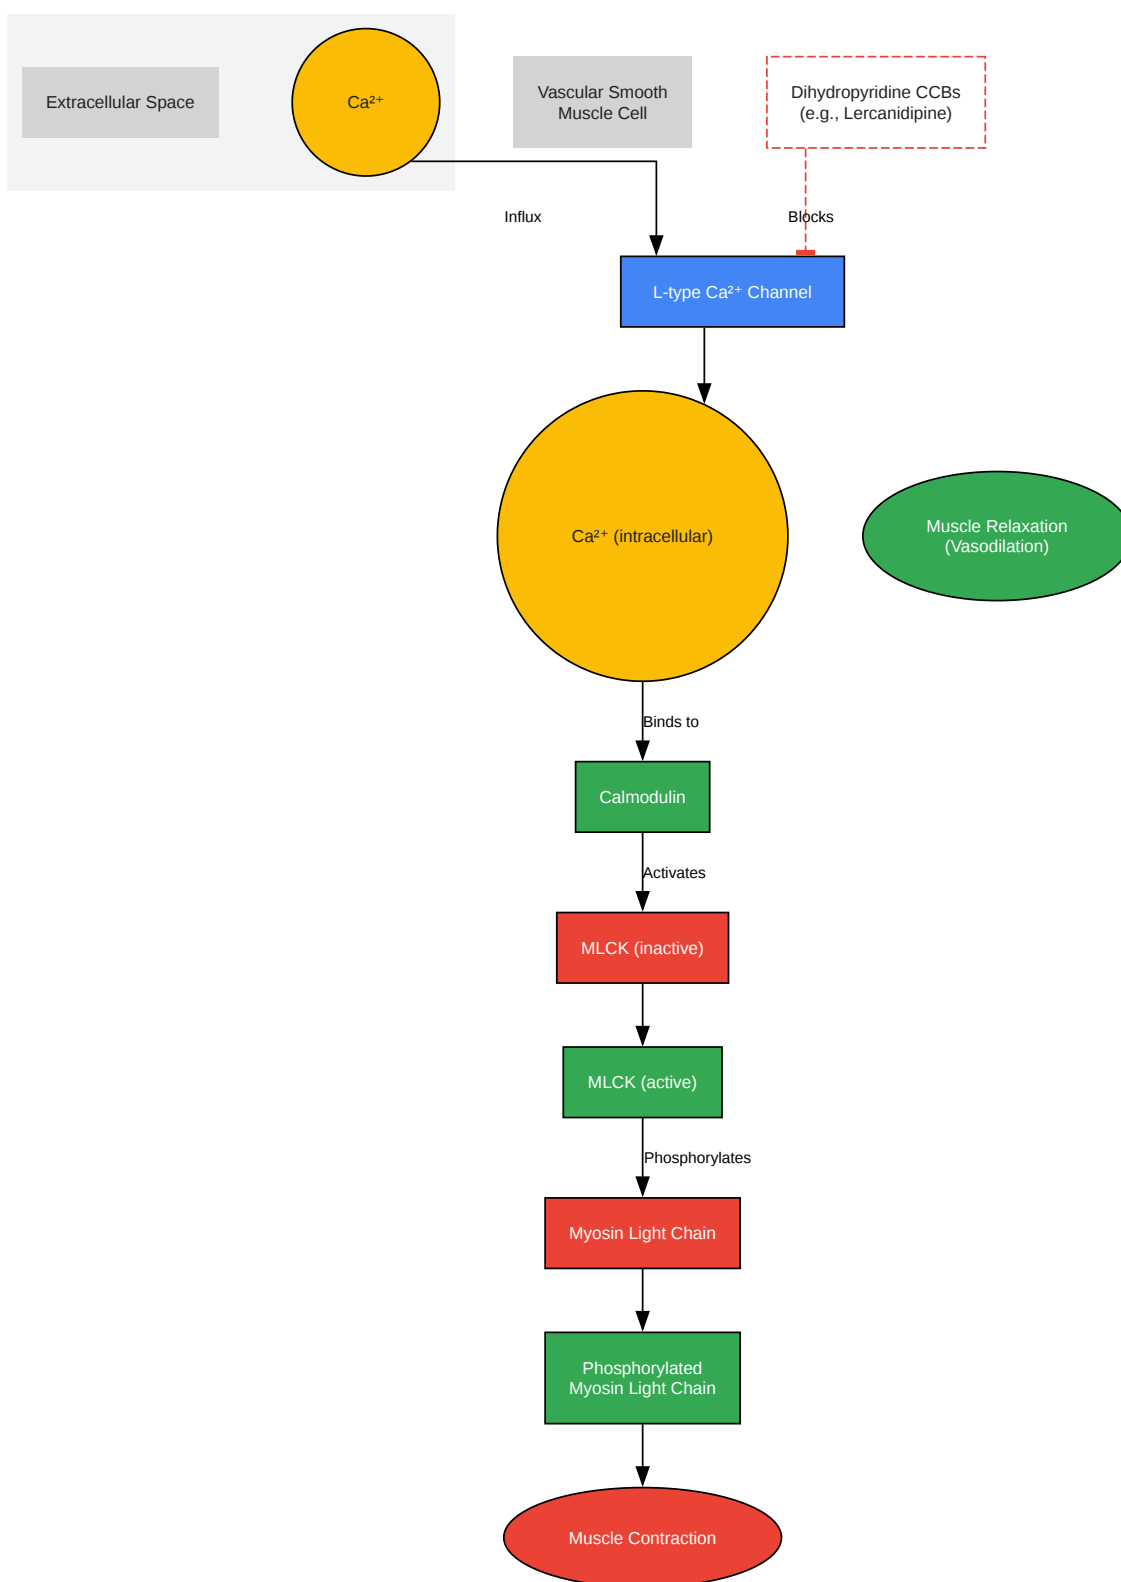 Extracellular Space
Ca²⁺
Vascular Smooth
Muscle Cell
Dihydropyridine CCBs
(e.g., Lercanidipine)
Influx
Blocks
L-type Ca²⁺ Channel
Ca²⁺ (intracellular)
Muscle Relaxation
(Vasodilation)
Binds to
Calmodulin
Activates
MLCK (inactive)
MLCK (active)
Phosphorylates
Myosin Light Chain
Phosphorylated
Myosin Light Chain
Muscle Contraction